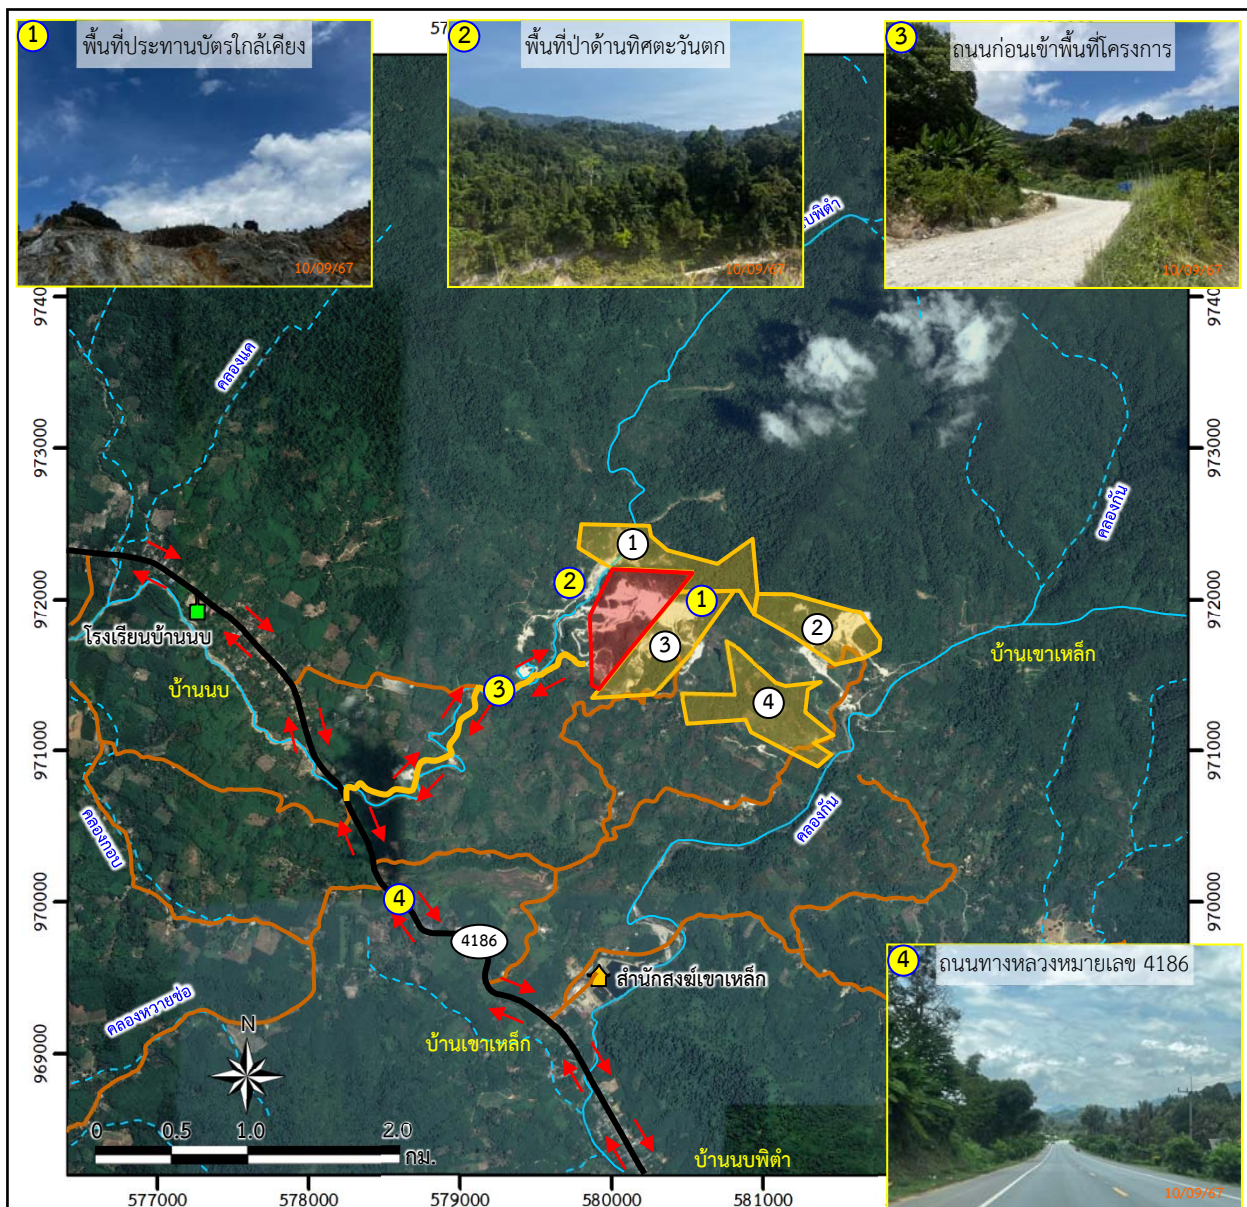 1
พื้นที่ประทานบัตรใกล้เคียง
10/09/67
2
พื้นที่ป่าด้านทิศตะวันตก
10/09/67
3
ถนนก่อนเข้าพื้นที่โครงการ
10/09/67
974000
973000
972000
971000
970000
969000
คลองแค
คลองกัน
1
2
1
2
3
4
3
โรงเรียนบ้านนบ
บ้านนบ
บ้านเขาเหล็ก
คลองกอบ
คลองกัน
4
4186
สำนักสงฆ์เขาเหล็ก
คลองหวายช่อ
บ้านเขาเหล็ก
N
0 0.5 1.0 2.0
กม.
บ้านนบพิตำ
577000 578000 579000 580000 581000
973000
972000
971000
970000
4
ถนนทางหลวงหมายเลข 4186
10/09/67